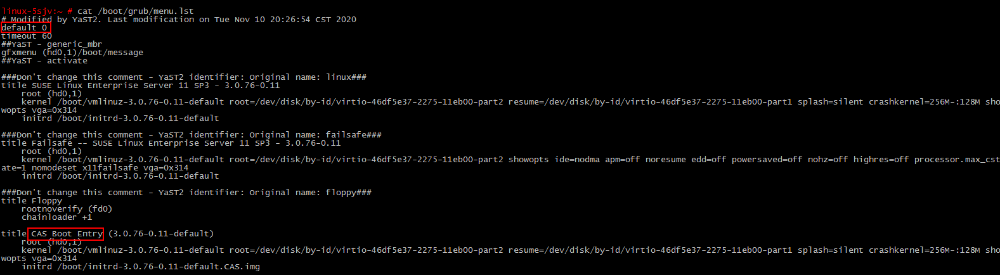 linux-5sjv:~ # cat /boot/grub/menu.lst
# Modified by YaST2. Last modification on Tue Nov 10 20:26:54 CST 2020
default 0
timeout 60
##YaST - generic_mbr
gfxmenu (hd0,1)/boot/message
##YaST - activate

###Don't change this comment - YaST2 identifier: Original name: linux###
title SUSE Linux Enterprise Server 11 SP3 - 3.0.76-0.11
    root (hd0,1)
    kernel /boot/vmlinuz-3.0.76-0.11-default root=/dev/disk/by-id/virtio-46df5e37-2275-11eb00-part2 resume=/dev/disk/by-id/virtio-46df5e37-2275-11eb00-part1 splash=silent crashkernel=256M-:128M sho
wopts vga=0x314
    initrd /boot/initrd-3.0.76-0.11-default

###Don't change this comment - YaST2 identifier: Original name: failsafe###
title Failsafe -- SUSE Linux Enterprise Server 11 SP3 - 3.0.76-0.11
    root (hd0,1)
    kernel /boot/vmlinuz-3.0.76-0.11-default root=/dev/disk/by-id/virtio-46df5e37-2275-11eb00-part2 showopts ide=nodma apm=off noresume edd=off powersaved=off nohz=off highres=off processor.max_cst
ate=1 nomodeset x11failsafe vga=0x314
    initrd /boot/initrd-3.0.76-0.11-default

###Don't change this comment - YaST2 identifier: Original name: floppy###
title Floppy
    rootnoverify (fd0)
    chainloader +1

title CAS Boot Entry (3.0.76-0.11-default)
    root (hd0,1)
    kernel /boot/vmlinuz-3.0.76-0.11-default root=/dev/disk/by-id/virtio-46df5e37-2275-11eb00-part2 resume=/dev/disk/by-id/virtio-46df5e37-2275-11eb00-part1 splash=silent crashkernel=256M-:128M sho
wopts vga=0x314
    initrd /boot/initrd-3.0.76-0.11-default.CAS.img